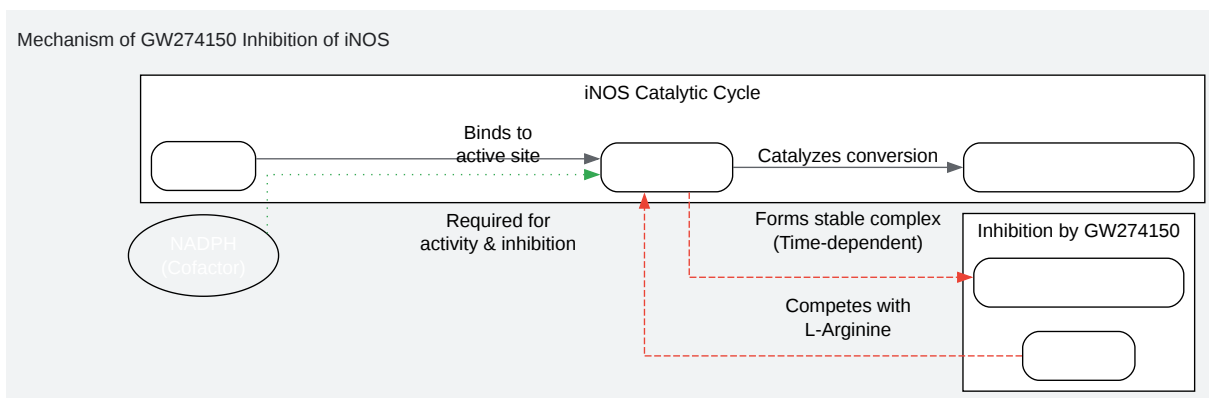 Mechanism of GW274150 Inhibition of iNOS
iNOS Catalytic Cycle
Binds to
active site
Catalyzes conversion
NADPH
(Cofactor)
Required for
activity & inhibition
Forms stable complex
(Time-dependent)
Inhibition by GW274150
Competes with
L-Arginine